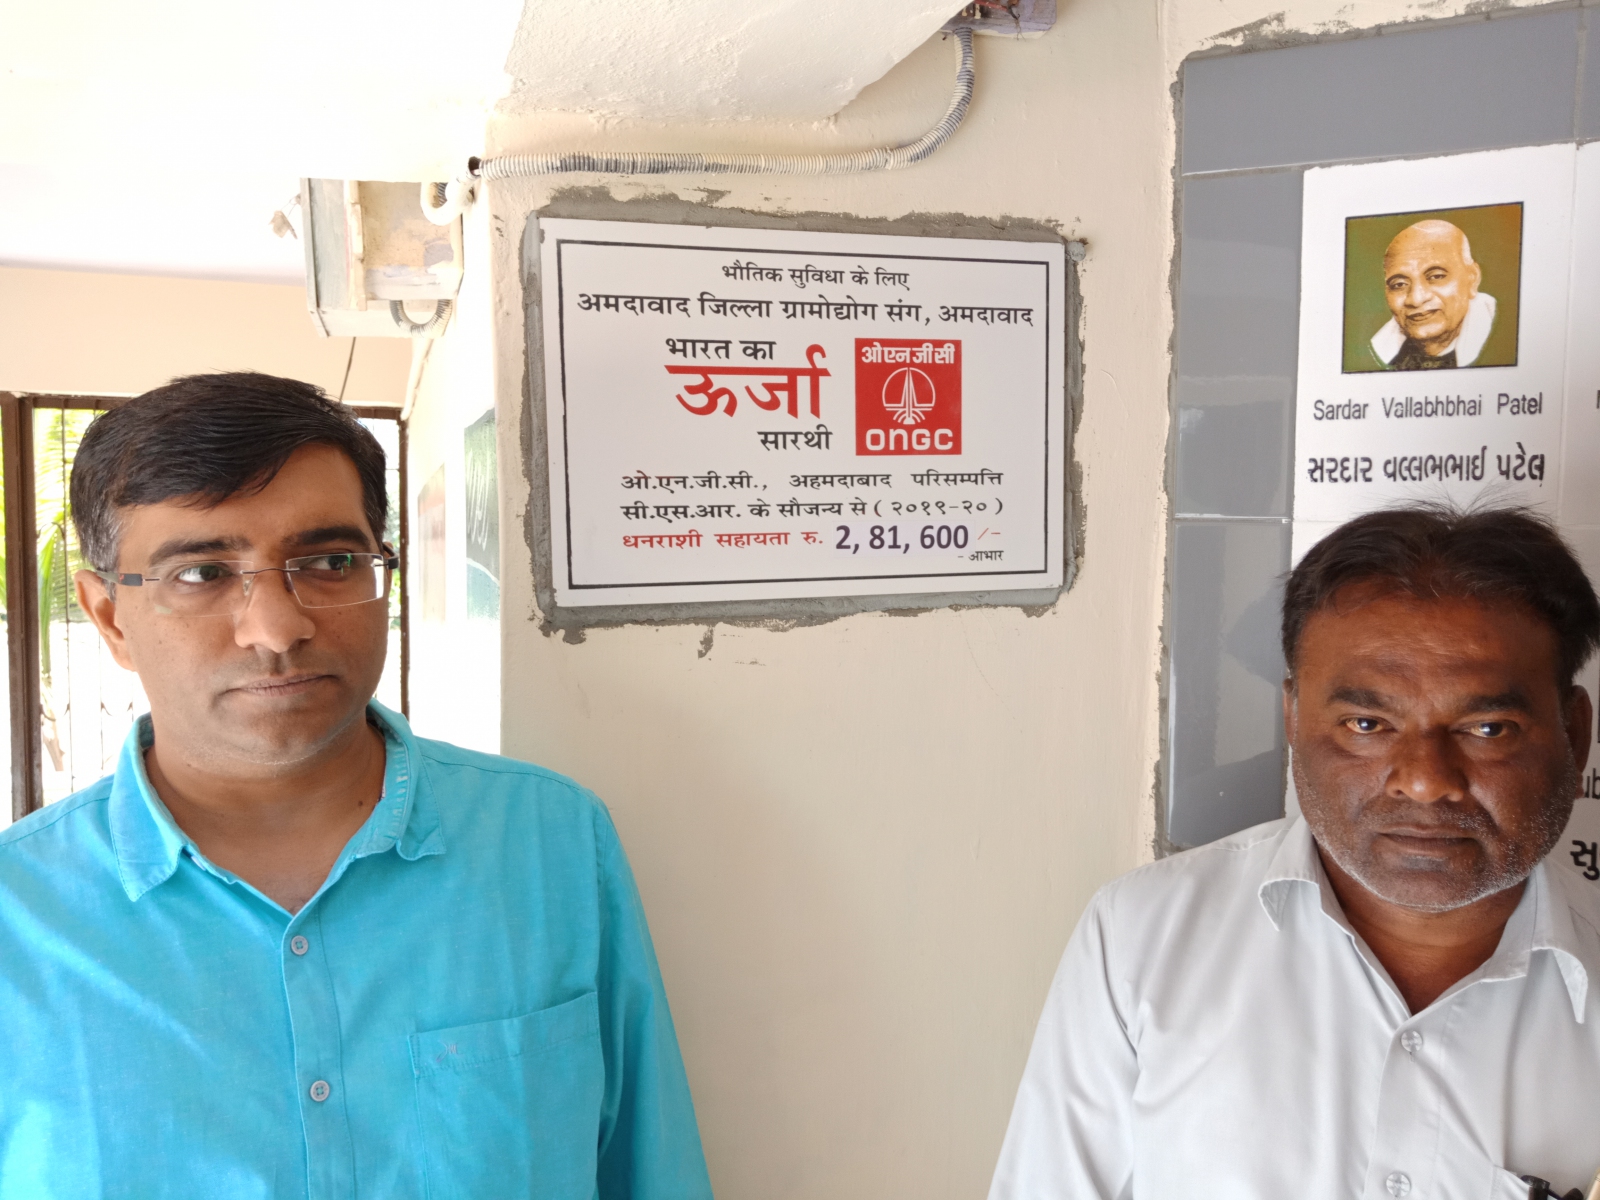 भौतिक सुविधा के लिए
अमदावाद जिल्ला ग्रामोद्योग संग, अमदावाद
भारत का
ऊर्जा
सारथी
ओएनजीसी
ONGC
ओ.एन.जी.सी., अहमदाबाद परिसम्पत्ति
सी.एस.आर. के सौजन्य से ( २०१९-२० )
धनराशी सहायता रु. 2, 81, 600 /-
- आभार
Sardar Vallabhbhai Patel
સરદાર વલ્લભભાઈ પટેલ